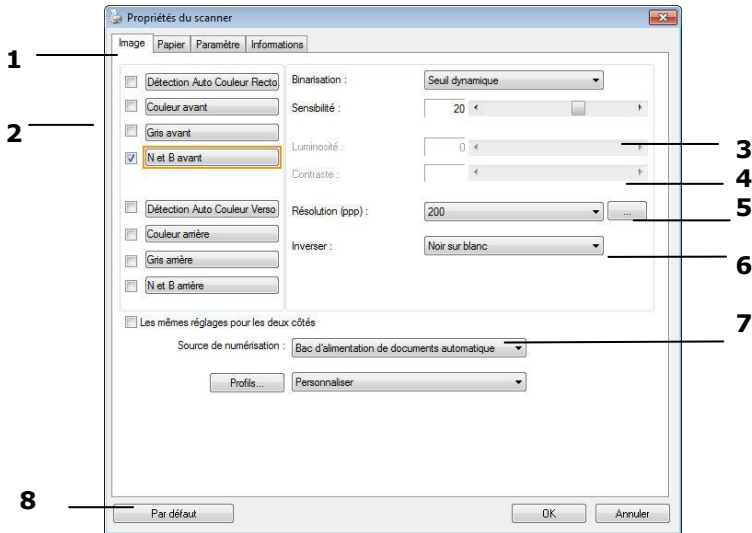 Propriétés du scanner
Image Papier Paramètre Informations
1
Détection Auto Couleur Recto
Binarisation : Seuil dynamique
Couleur avant
Sensibilité : 20
2
Gris avant
N et B avant
Luminosité : 0
3
Contraste :
4
Détection Auto Couleur Verso
Résolution (ppp) : 200 ...
5
Couleur arrière
Inverser : Noir sur blanc
6
Gris arrière
N et B arrière
Les mêmes réglages pour les deux côtés
7
Source de numérisation : Bac d'alimentation de documents automatique
Profils... Personnaliser
8
Par défaut OK Annuler